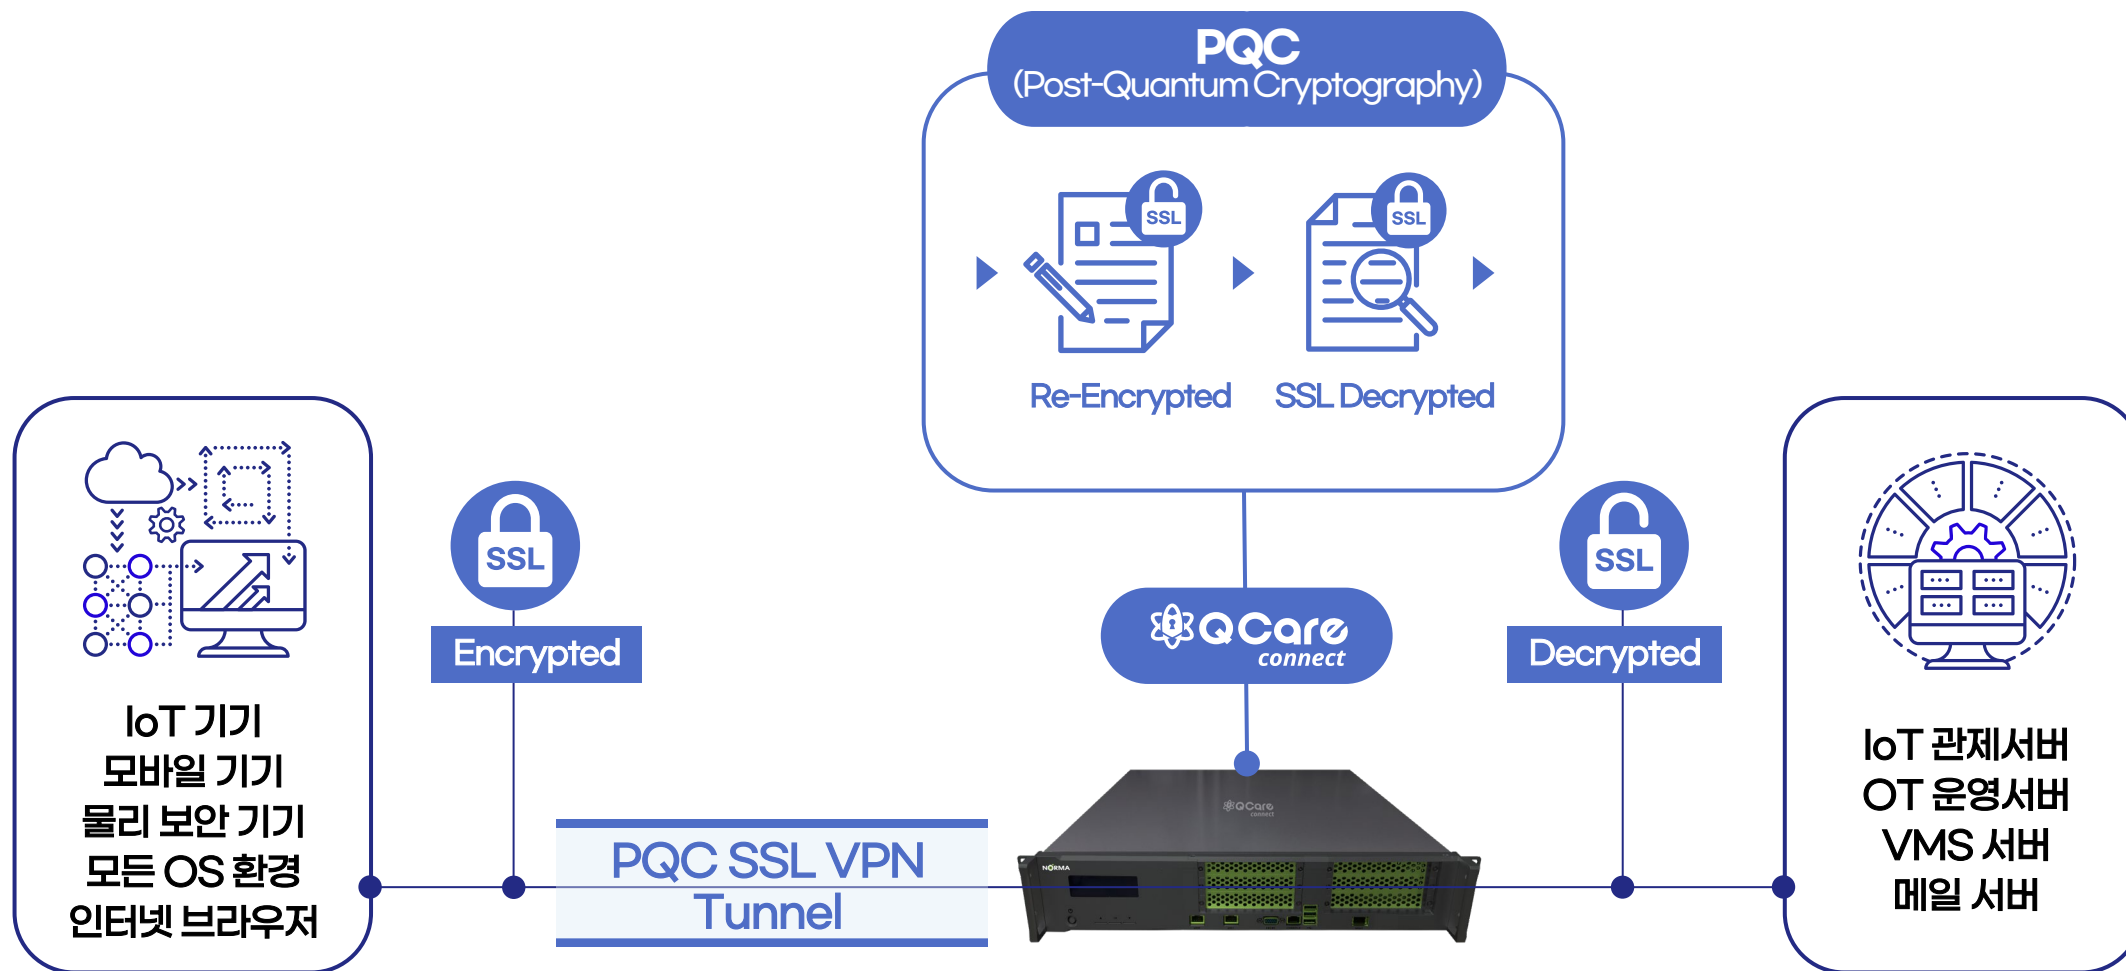 PQC
(Post-Quantum Cryptography)
SSL
SSL
Re-Encrypted
SSL Decrypted
SSL
Encrypted
QCare
connect
SSL
Decrypted
IoT 기기
모바일 기기
물리 보안 기기
모든 OS 환경
인터넷 브라우저
PQC SSL VPN
Tunnel
QCare
connect
NORMA
IoT 관제서버
OT 운영서버
VMS 서버
메일 서버